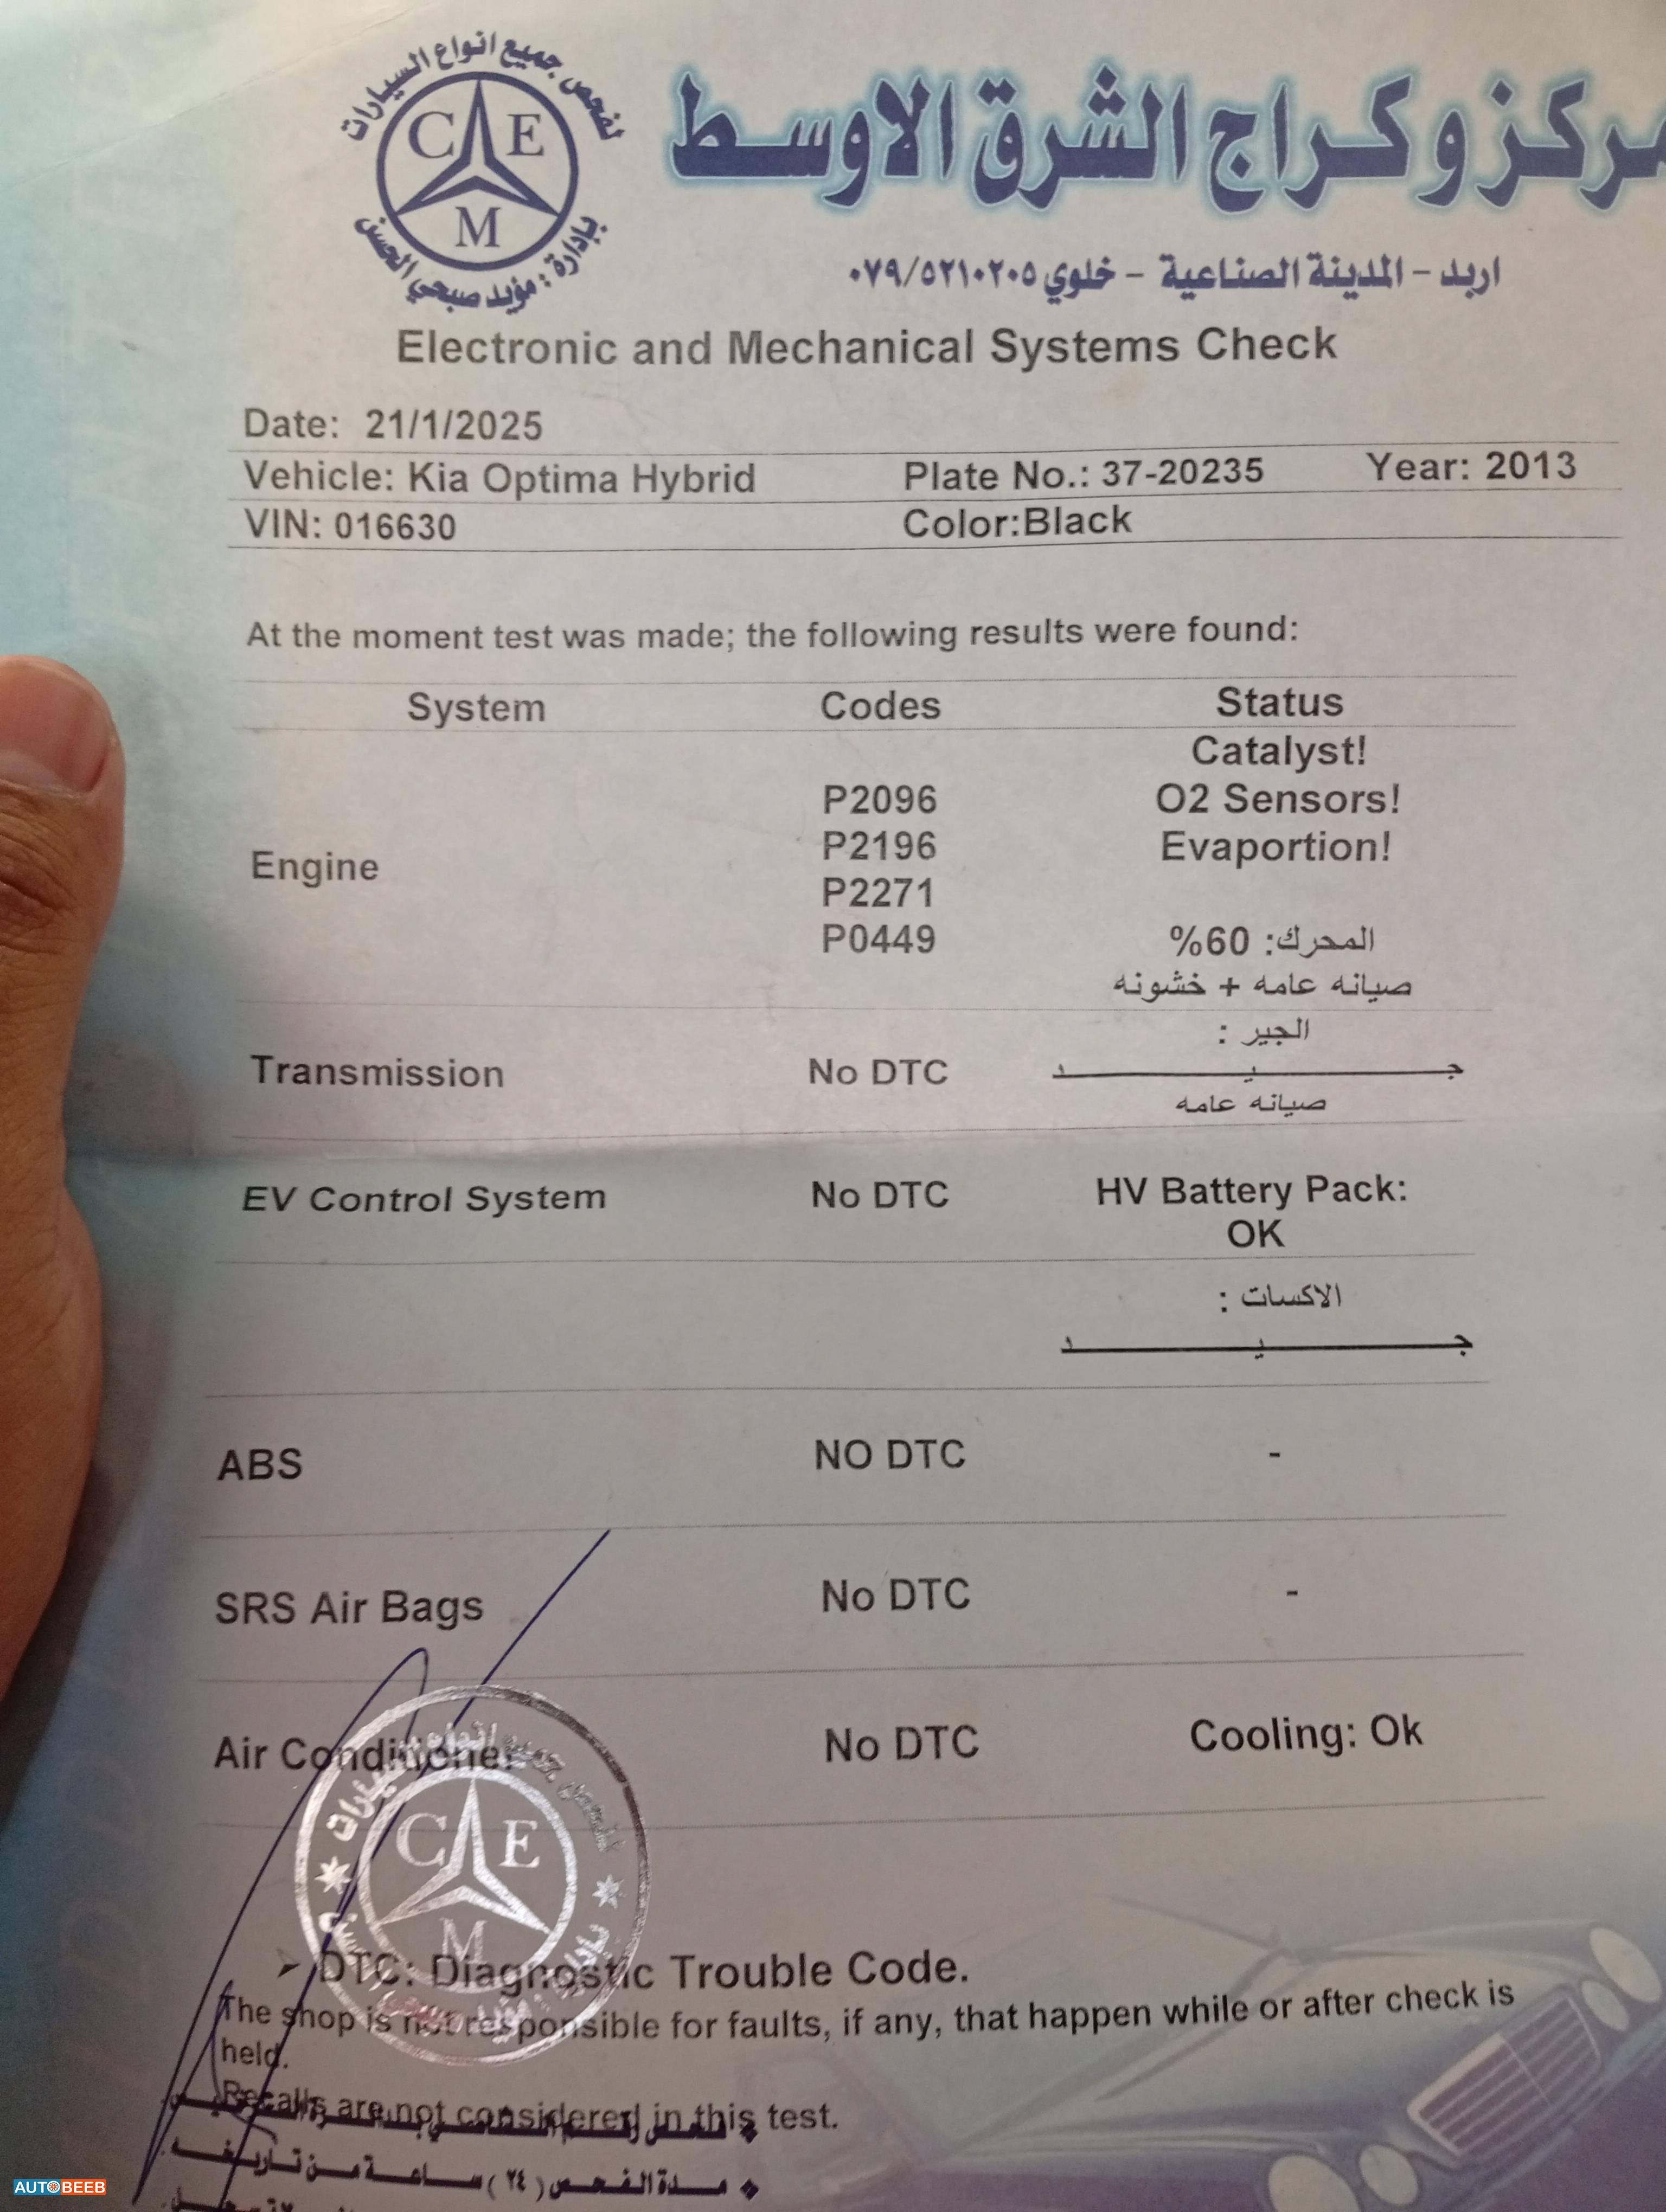 لفحص جميع انواع السيارات
C E
M
بإدارة : مؤيد صبحي الحسن
مركز و كراج الشرق الاوسط
اربد - المدينة الصناعية - خلوي ٠٧٩/٥٢١٠٢٠٥
Electronic and Mechanical Systems Check
Date: 21/1/2025
Vehicle: Kia Optima Hybrid Plate No.: 37-20235 Year: 2013
VIN: 016630 Color:Black
At the moment test was made; the following results were found:
System Codes Status
Catalyst!
P2096 O2 Sensors!
P2196 Evaportion!
Engine
P2271
P0449 المحرك: 60%
صيانه عامه + خشونه
الجير :
Transmission No DTC جـــيـــد
صيانه عامه
EV Control System No DTC HV Battery Pack:
OK
الاكسات :
جـــيـــد
ABS NO DTC -
SRS Air Bags No DTC -
Air Conditioner No DTC Cooling: Ok
C E
M
DTC: Diagnostic Trouble Code.
The shop is not responsible for faults, if any, that happen while or after check is
held.
Recalls are not considered in this test.
مدة الفحص (٢٤) ساعة من تاريخه.
AUTOBEEB